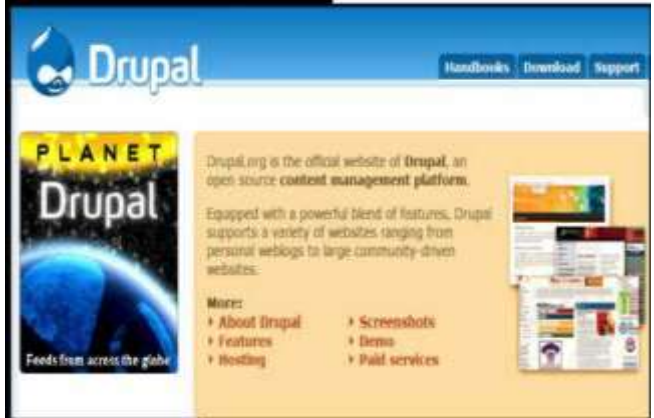 Drupal
Handbooks Download Support
PLANET
Drupal
Feeds from across the globe
Drupal.org is the official website of Drupal, an
open source content management platform.
Equipped with a powerful blend of features, Drupal
supports a variety of websites ranging from
personal weblogs to large community-driven
websites.
More:
About Drupal
Features
Hosting
Screenshots
Demo
Paid services